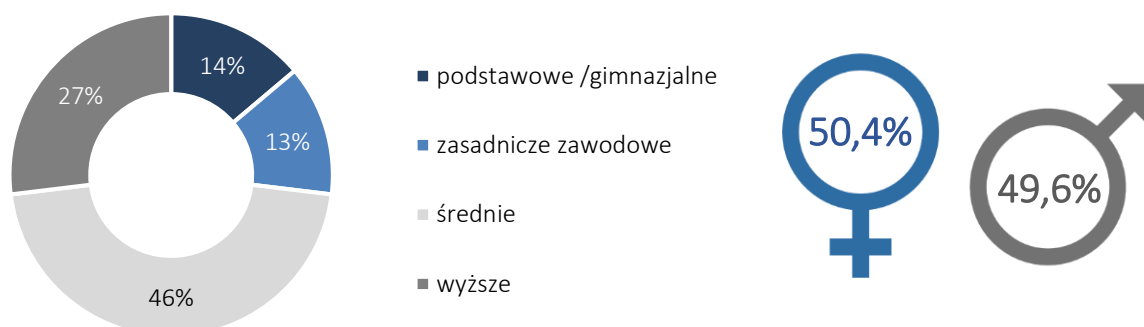 14%
27%
13%
46%
podstawowe /gimnazjalne
zasadnicze zawodowe
średnie
wyższe
50,4%
49,6%